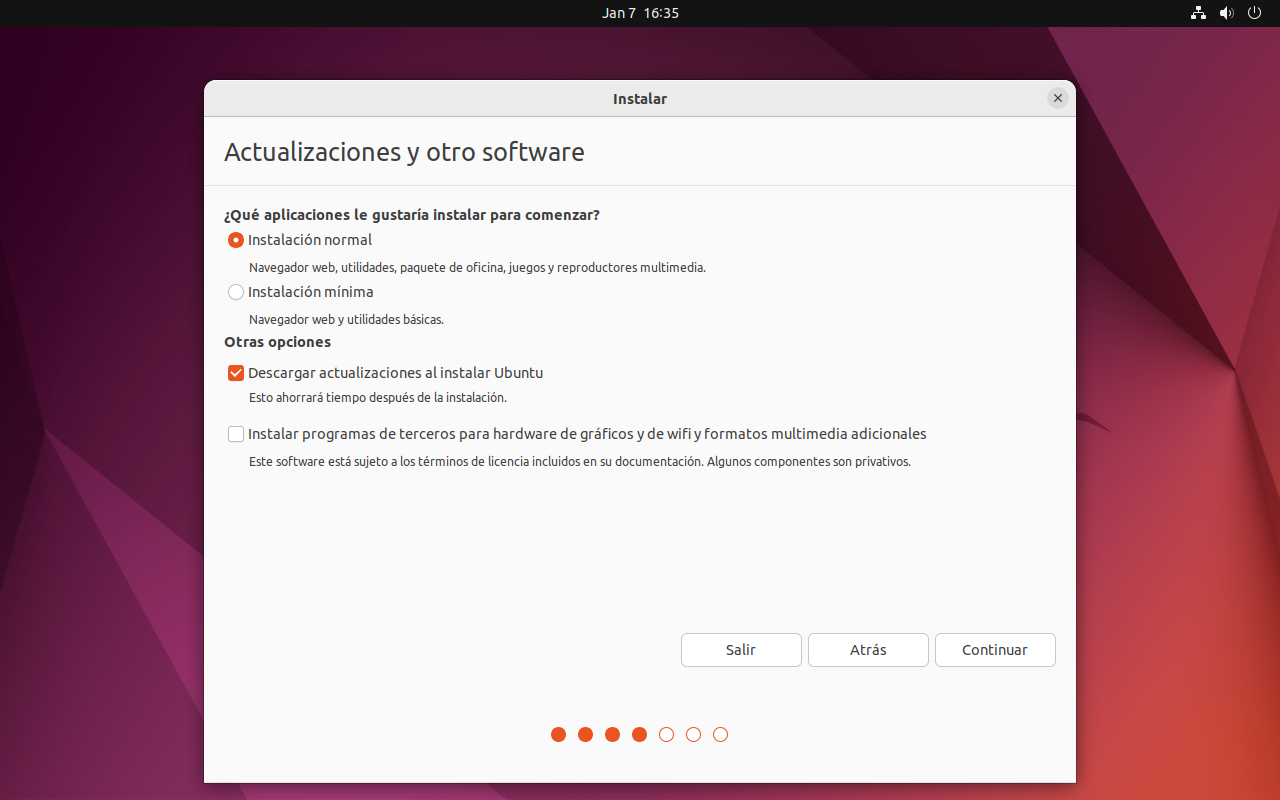 Jan 7 16:35
Instalar
Actualizaciones y otro software
¿Qué aplicaciones le gustaría instalar para comenzar?
Instalación normal
Navegador web, utilidades, paquete de oficina, juegos y reproductores multimedia.
Instalación mínima
Navegador web y utilidades básicas.
Otras opciones
Descargar actualizaciones al instalar Ubuntu
Esto ahorrará tiempo después de la instalación.
Instalar programas de terceros para hardware de gráficos y de wifi y formatos multimedia adicionales
Este software está sujeto a los términos de licencia incluidos en su documentación. Algunos componentes son privativos.
Salir Atrás Continuar